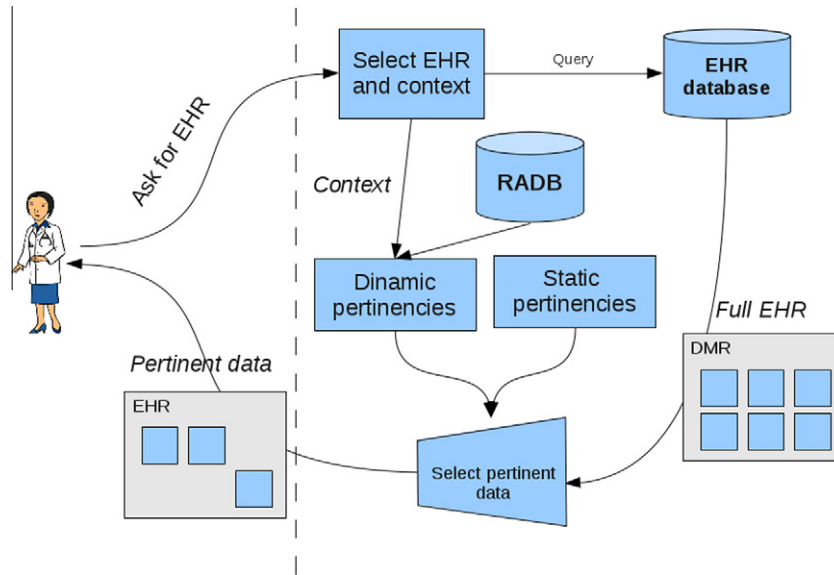 Select EHR
and context
Query
EHR
database
Ask for EHR
Context
RADB
Dinamic
pertinencies
Static
pertinencies
Full EHR
Pertinent data
DMR
EHR
Select pertinent
data